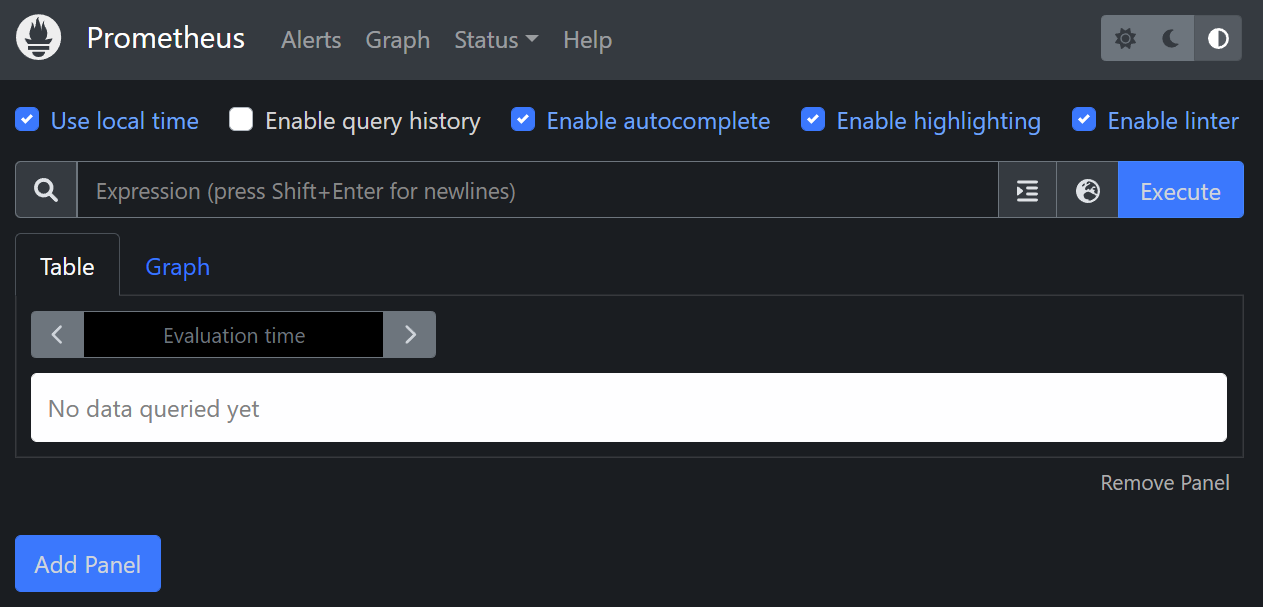 Prometheus Alerts Graph Status Help
Use local time Enable query history Enable autocomplete Enable highlighting Enable linter
Expression (press Shift+Enter for newlines) Execute
Table Graph
Evaluation time
No data queried yet
Remove Panel
Add Panel